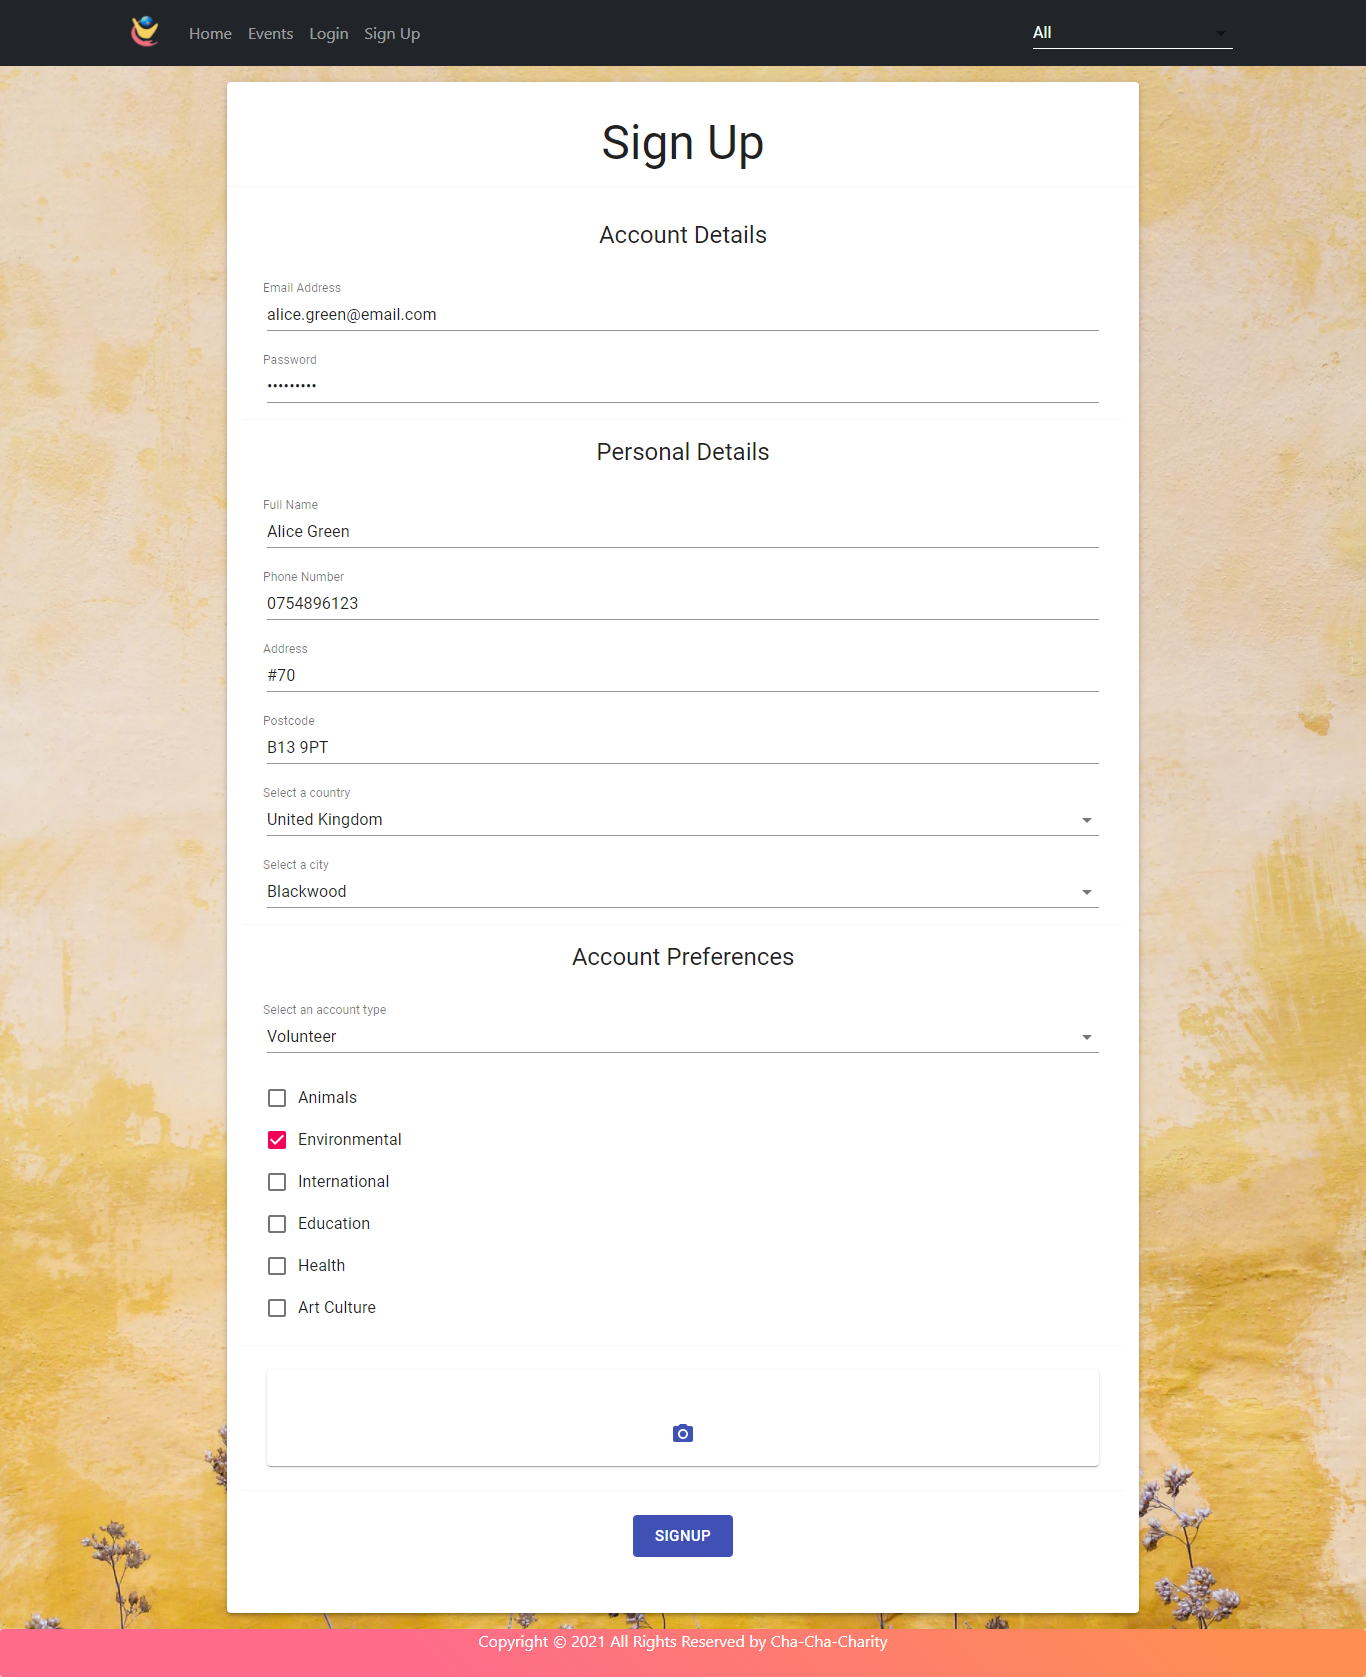 Home Events Login Sign Up All
Sign Up
Account Details
Email Address
alice.green@email.com
Password
•••••••••
Personal Details
Full Name
Alice Green
Phone Number
0754896123
Address
#70
Postcode
B13 9PT
Select a country
United Kingdom
Select a city
Blackwood
Account Preferences
Select an account type
Volunteer
Animals
Environmental
International
Education
Health
Art Culture
SIGNUP
Copyright © 2021 All Rights Reserved by Cha-Cha-Charity